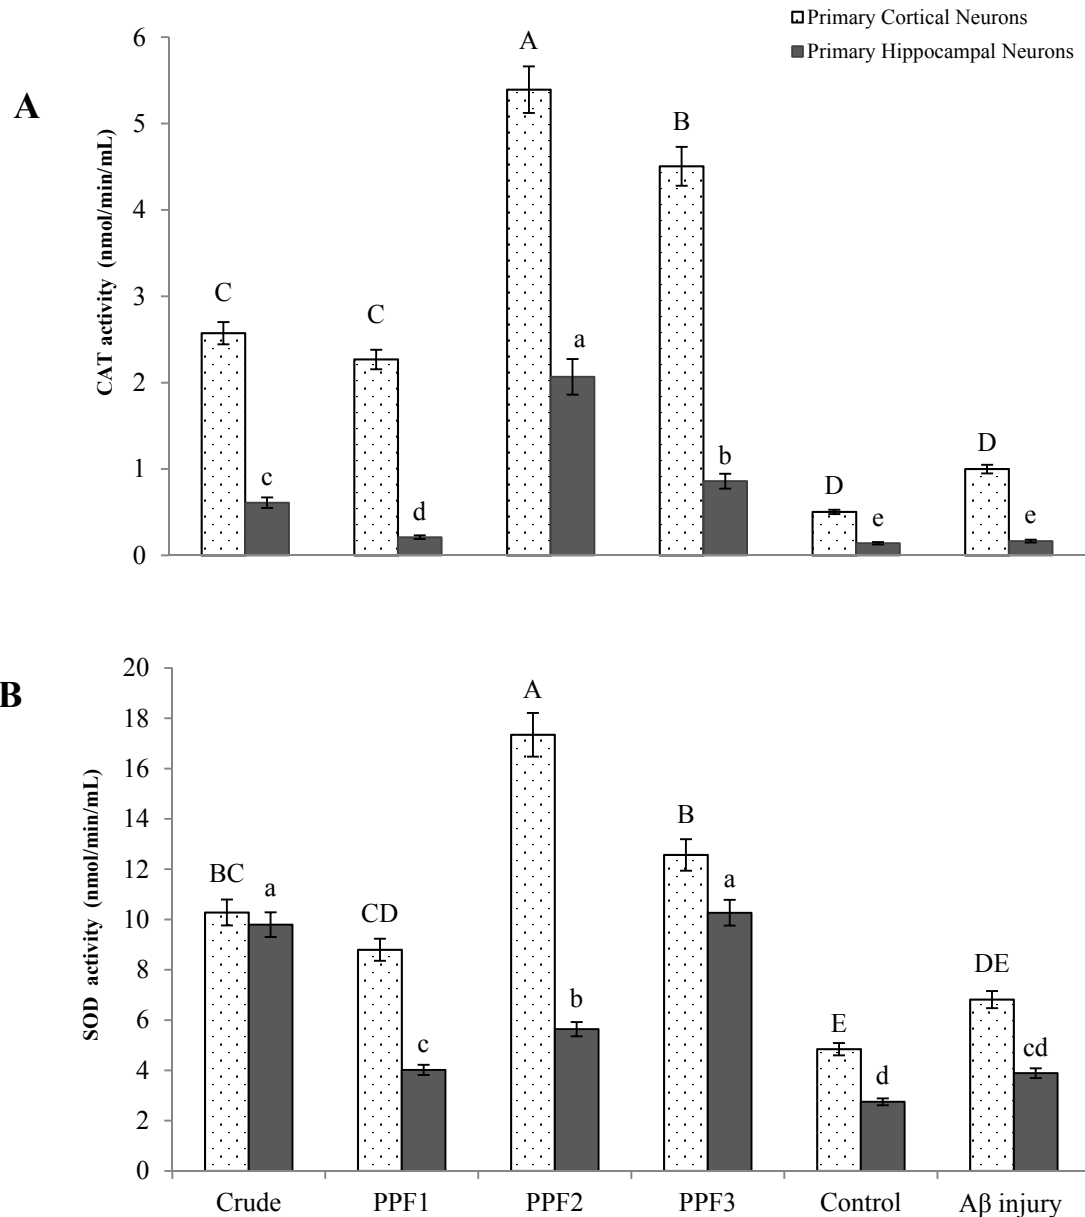 Primary Cortical Neurons
Primary Hippocampal Neurons
A
CAT activity (nmol/min/mL)
6
5
4
3
2
1
0
C
c
C
d
A
a
B
b
D
e
D
e
B
SOD activity (nmol/min/mL)
20
18
16
14
12
10
8
6
4
2
0
BC
a
CD
c
A
b
B
a
E
d
DE
cd
Crude
PPF1
PPF2
PPF3
Control
Aβ injury